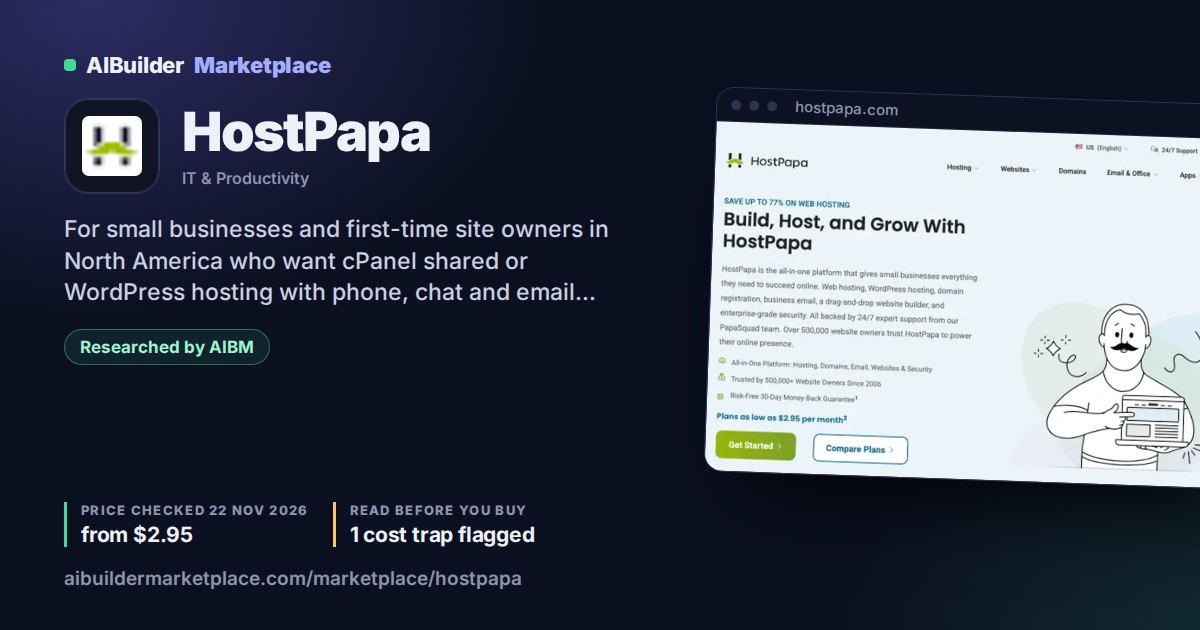 AIBuilder Marketplace
HostPapa
IT & Productivity
For small businesses and first-time site owners in
North America who want cPanel shared or
WordPress hosting with phone, chat and email...
Researched by AIBM
PRICE CHECKED 22 NOV 2026
from $2.95
READ BEFORE YOU BUY
1 cost trap flagged
aibuildermarketplace.com/marketplace/hostpapa
hostpapa.com
US (English)
24/7 Support
HostPapa
Hosting
Websites
Domains
Email & Office
Apps
SAVE UP TO 77% ON WEB HOSTING
Build, Host, and Grow With
HostPapa
HostPapa is the all-in-one platform that gives small businesses everything
they need to succeed online. Web hosting, WordPress hosting, domain
registration, business email, a drag-and-drop website builder, and
enterprise-grade security. All backed by 24/7 expert support from our
PapaSquad team. Over 500,000 website owners trust HostPapa to power
their online presence.
All-in-One Platform: Hosting, Domains, Email, Websites & Security
Trusted by 500,000+ Website Owners Since 2006
Risk-Free 30-Day Money-Back Guarantee¹
Plans as low as $2.95 per month²
Get Started
Compare Plans